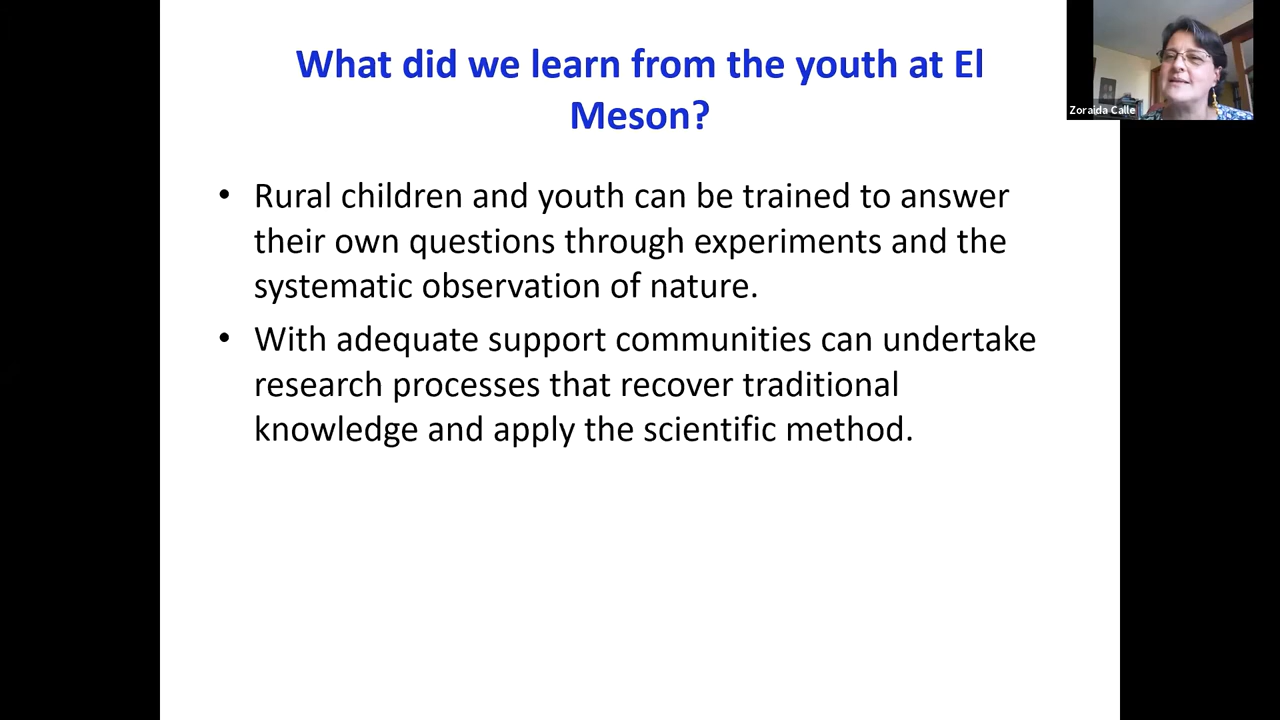 What did we learn from the youth at El
Meson?
Zoraida Calle
• Rural children and youth can be trained to answer
their own questions through experiments and the
systematic observation of nature.
• With adequate support communities can undertake
research processes that recover traditional
knowledge and apply the scientific method.